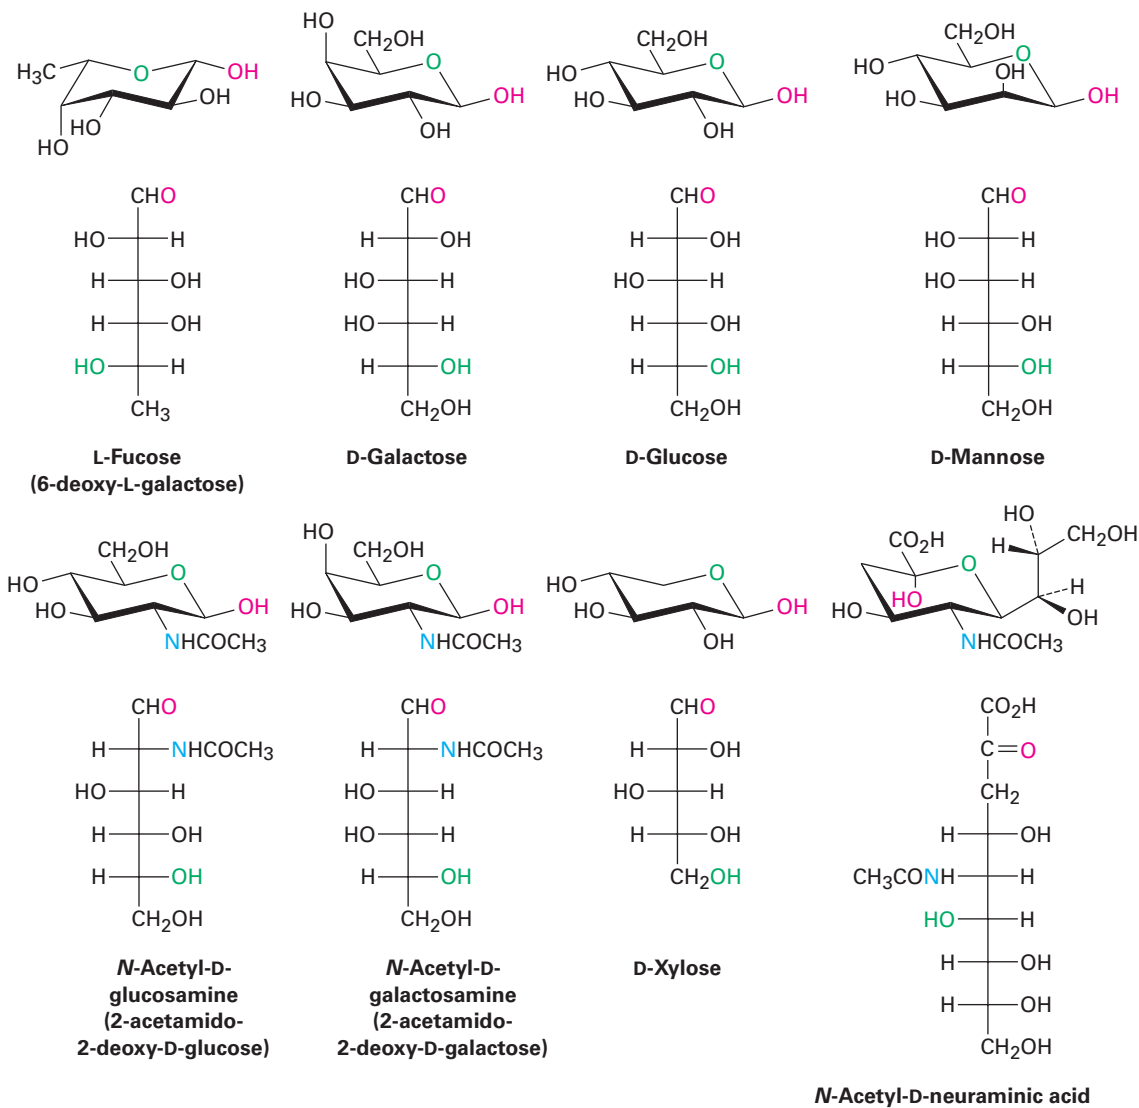 H₃C O OH
OH
HO
HO
CHO
HO H
H OH
H OH
HO H
CH₃
L-Fucose
(6-deoxy-L-galactose)
HO
CH₂OH
O
HO OH
OH
CHO
H OH
HO H
HO H
H OH
CH₂OH
D-Galactose
CH₂OH
HO O
HO OH
OH
CHO
H OH
HO H
H OH
H OH
CH₂OH
D-Glucose
CH₂OH
O
HO OH
HO OH
CHO
HO H
HO H
H OH
H OH
CH₂OH
D-Mannose
CH₂OH
HO O
HO OH
NHCOCH₃
CHO
H NHCOCH₃
HO H
H OH
H OH
CH₂OH
N-Acetyl-D-
glucosamine
(2-acetamido-
2-deoxy-D-glucose)
HO
CH₂OH
O
HO OH
NHCOCH₃
CHO
H NHCOCH₃
HO H
HO H
H OH
CH₂OH
N-Acetyl-D-
galactosamine
(2-acetamido-
2-deoxy-D-galactose)
HO O
HO OH
OH
CHO
H OH
HO H
H OH
CH₂OH
D-Xylose
HO
CO₂H H CH₂OH
O
HO H
HO OH
NHCOCH₃
CO₂H
C=O
CH₂
H OH
CH₃CONH H
HO H
H OH
H OH
CH₂OH
N-Acetyl-D-neuraminic acid